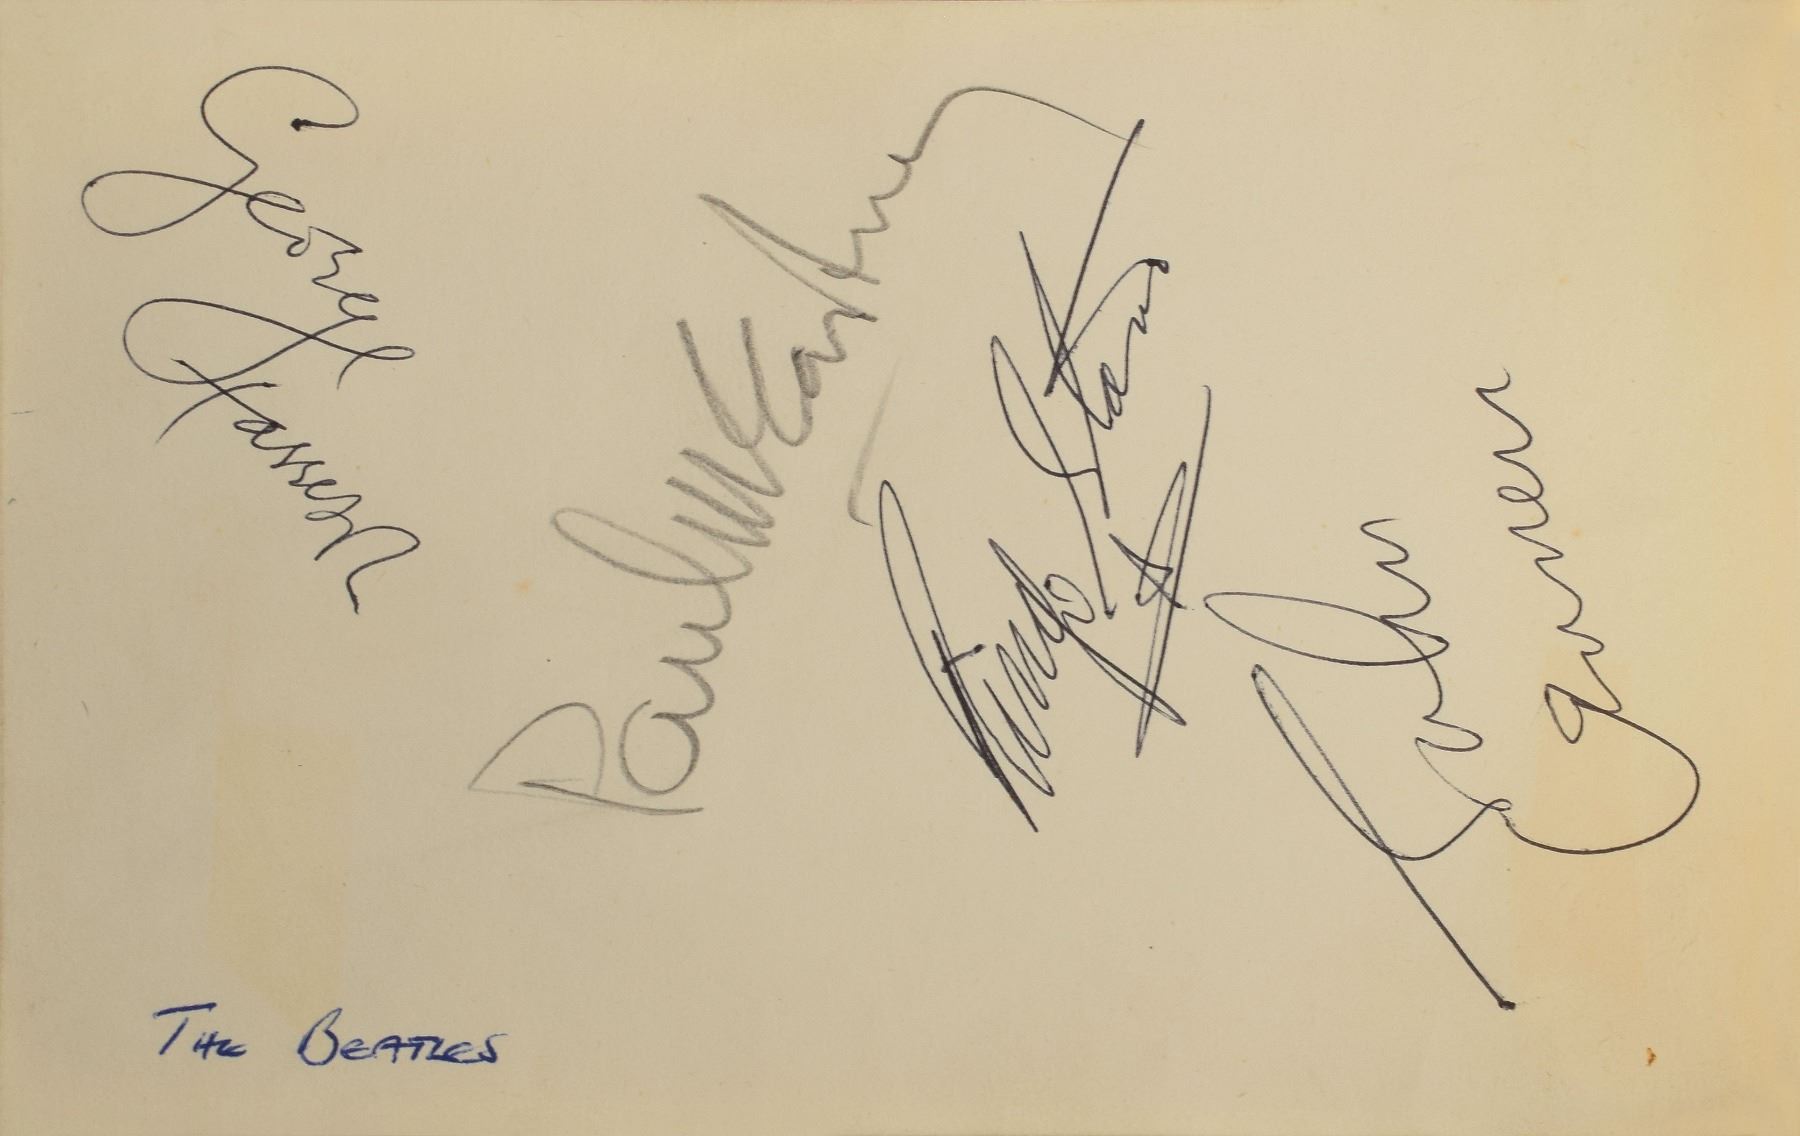 George Harrison
Paul McCartney
Ringo Starr
John Lennon
The Beatles